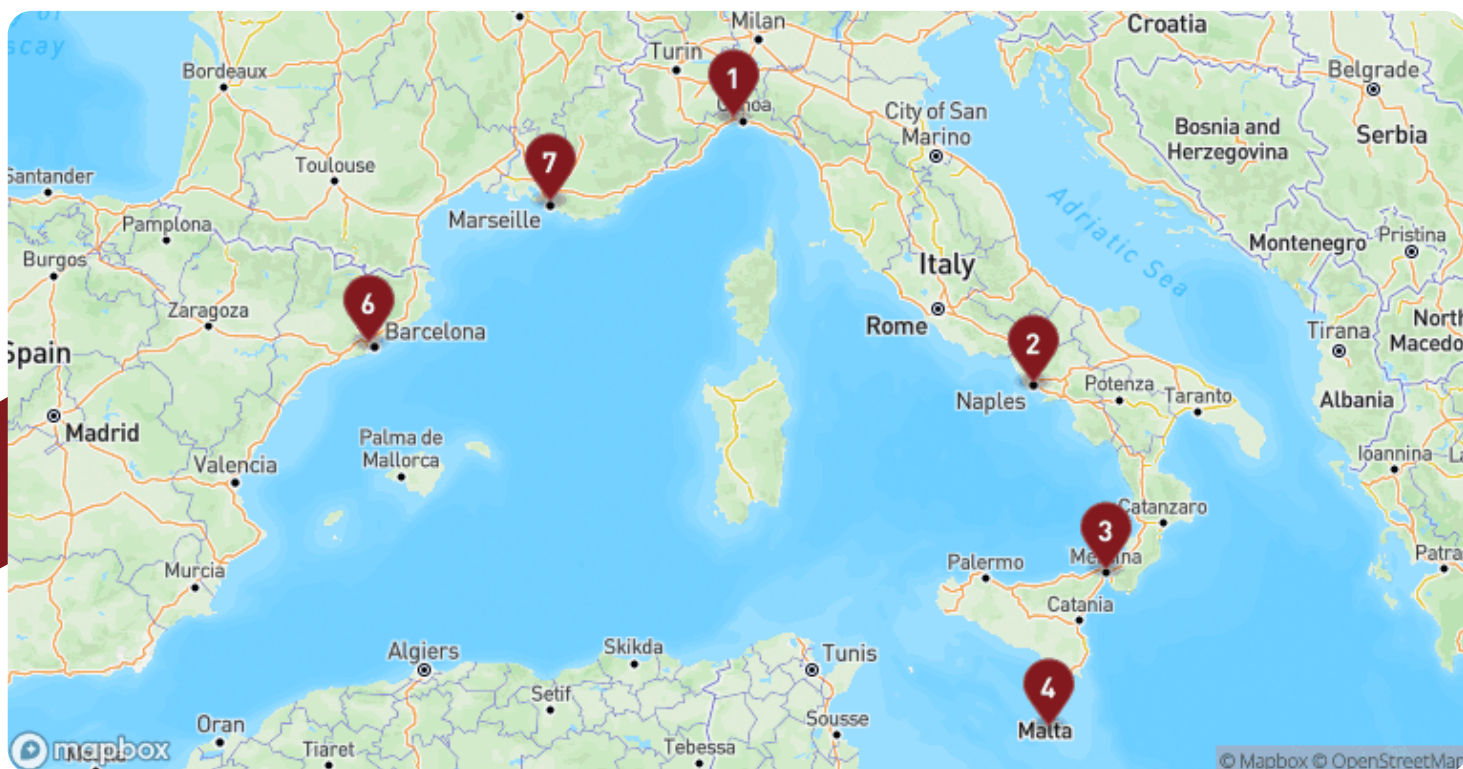 of
scay
Croatia
Milan
Turin
Bordeaux
1
Belgrade
City of San
Marino
Bosnia and
Herzegovina
Serbia
7
Toulouse
Santander
Marseille
Pamplona
Adriatic Sea
Montenegro
Pristina
Burgos
Italy
6
Zaragoza
Barcelona
Rome
Tirana
North
Macedo
Spain
2
Naples
Potenza
Taranto
Albania
Madrid
Palma de
Mallorca
Valencia
Ioannina
La
3
Catanzaro
Palermo
Patra
Murcia
Catania
Algiers
Skikda
Tunis
4
Setif
Oran
Sousse
Malta
mapbox
Tiaret
Tebessa
© Mapbox © OpenStreetMap